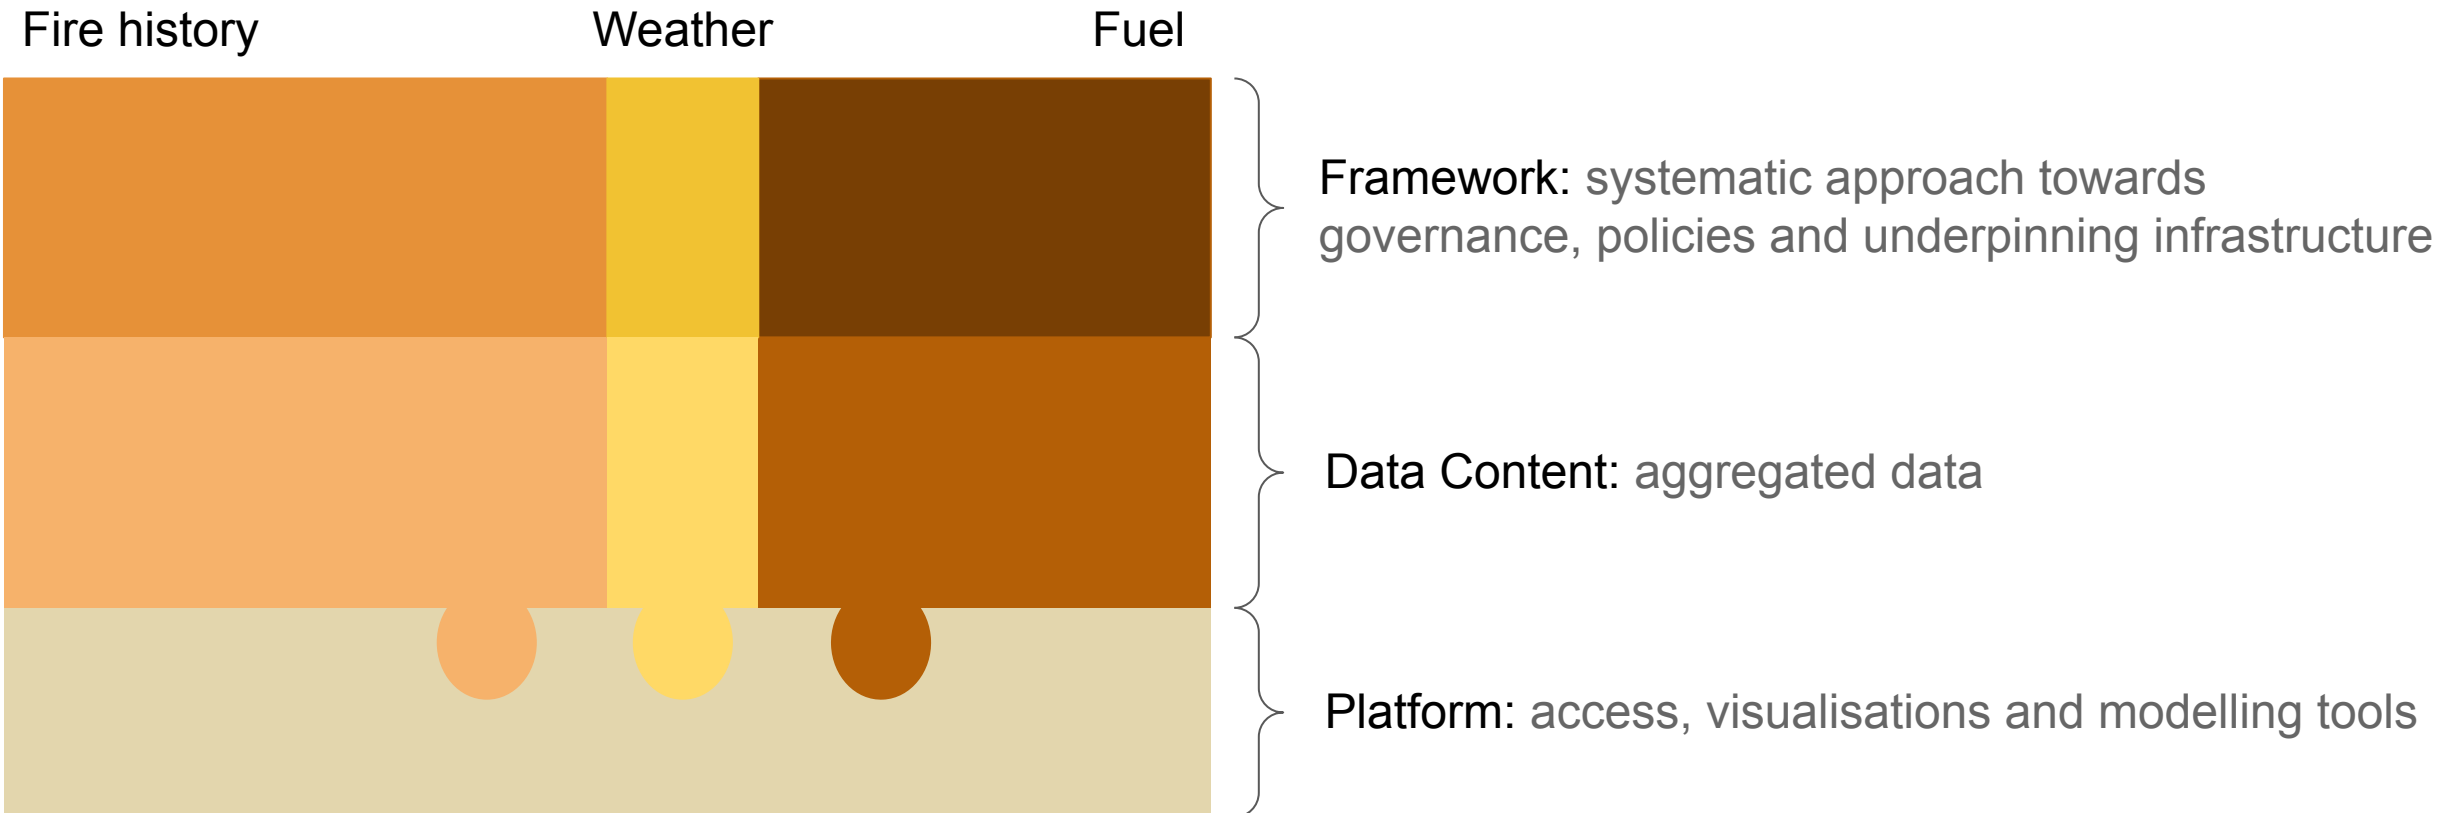 Fire history
Weather
Fuel
Framework: systematic approach towards
governance, policies and underpinning infrastructure
Data Content: aggregated data
Platform: access, visualisations and modelling tools